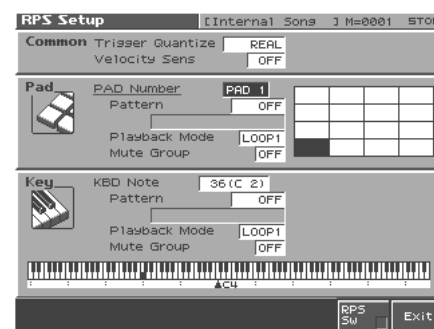 RPS Setup [Internal Song ] M=0001 STO
Common Trigger Quantize REAL
Velocity Sens OFF
Pad PAD Number PAD 1
Pattern OFF
Playback Mode LOOP1
Mute Group OFF
Key KBD Note 36(C 2)
Pattern OFF
Playback Mode LOOP1
Mute Group OFF
▲C4
RPS SW Exit